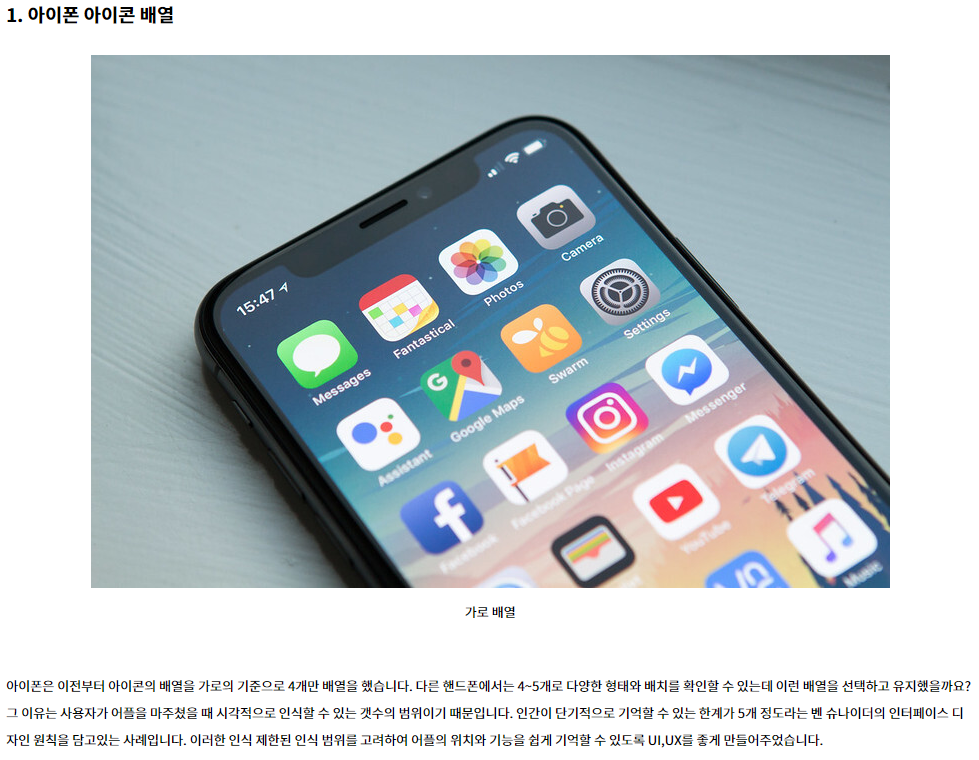 1. 아이폰 아이콘 배열
15:47
Camera
Photos
Fantastical
Messages
Settings
Swarm
Google Maps
Assistant
Messenger
Instagram
Facebook Page
Facebook
Telegram
YouTube
Music
가로 배열
아이폰은 이전부터 아이콘의 배열을 가로의 기준으로 4개만 배열을 했습니다. 다른 핸드폰에서는 4~5개로 다양한 형태와 배치를 확인할 수 있는데 이런 배열을 선택하고 유지했을까요?
그 이유는 사용자가 어플을 마주쳤을 때 시각적으로 인식할 수 있는 갯수의 범위이기 때문입니다. 인간이 단기적으로 기억할 수 있는 한계가 5개 정도라는 벤 슈나이더의 인터페이스 디
자인 원칙을 담고있는 사례입니다. 이러한 인식 제한된 인식 범위를 고려하여 어플의 위치와 기능을 쉽게 기억할 수 있도록 UI,UX를 좋게 만들어주었습니다.